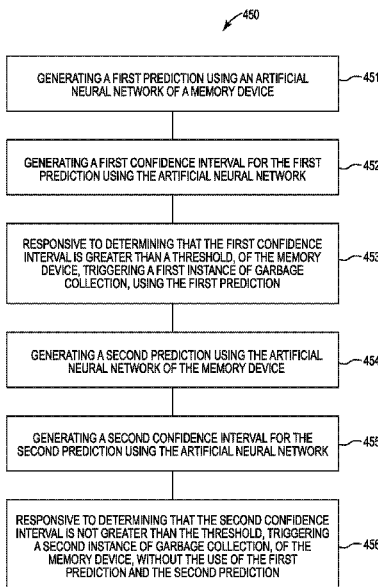 450
GENERATING A FIRST PREDICTION USING AN ARTIFICIAL
NEURAL NETWORK OF A MEMORY DEVICE
451
GENERATING A FIRST CONFIDENCE INTERVAL FOR THE FIRST
PREDICTION USING THE ARTIFICIAL NEURAL NETWORK
452
RESPONSIVE TO DETERMINING THAT THE FIRST CONFIDENCE
INTERVAL IS GREATER THAN A THRESHOLD, OF THE MEMORY
DEVICE, TRIGGERING A FIRST INSTANCE OF GARBAGE
COLLECTION, USING THE FIRST PREDICTION
453
GENERATING A SECOND PREDICTION USING THE ARTIFICIAL
NEURAL NETWORK OF THE MEMORY DEVICE
454
GENERATING A SECOND CONFIDENCE INTERVAL FOR THE
SECOND PREDICTION USING THE ARTIFICIAL NEURAL NETWORK
455
RESPONSIVE TO DETERMINING THAT THE SECOND CONFIDENCE
INTERVAL IS NOT GREATER THAN THE THRESHOLD, TRIGGERING
A SECOND INSTANCE OF GARBAGE COLLECTION, OF
THE MEMORY DEVICE, WITHOUT THE USE OF THE FIRST
PREDICTION AND THE SECOND PREDICTION
456